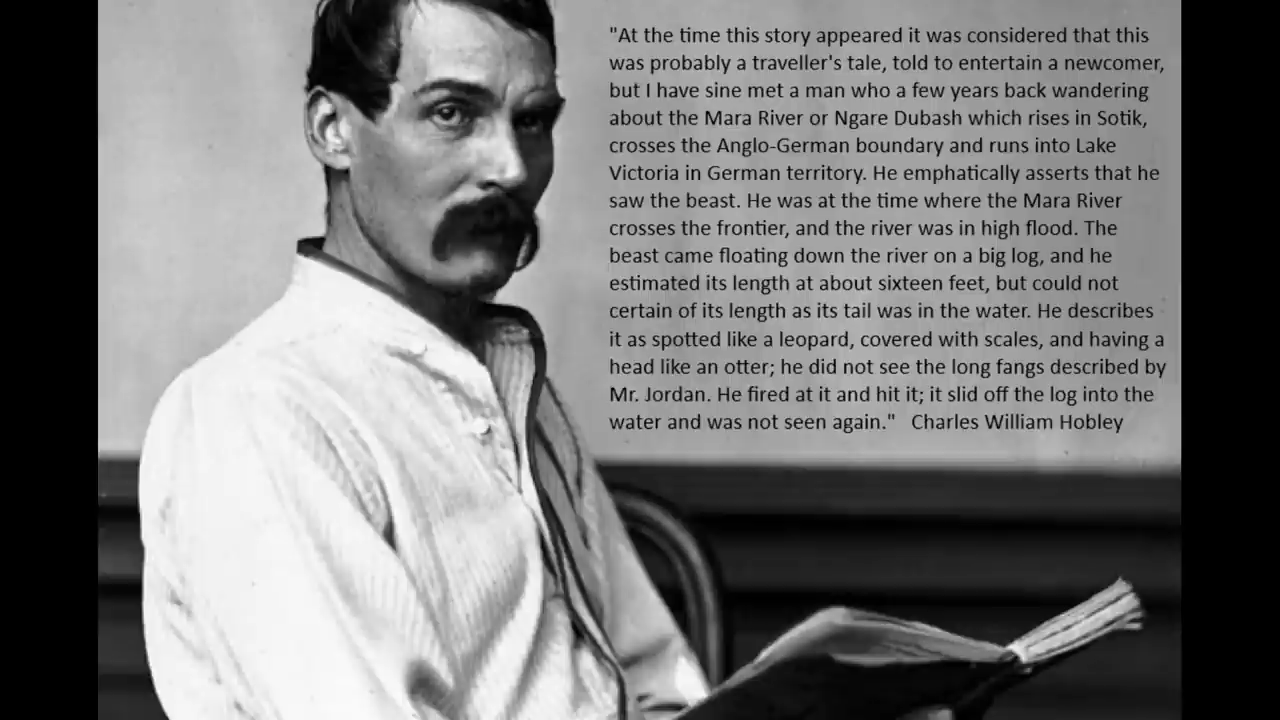 "At the time this story appeared it was considered that this
was probably a traveller's tale, told to entertain a newcomer,
but I have sine met a man who a few years back wandering
about the Mara River or Ngare Dubash which rises in Sotik,
crosses the Anglo-German boundary and runs into Lake
Victoria in German territory. He emphatically asserts that he
saw the beast. He was at the time where the Mara River
crosses the frontier, and the river was in high flood. The
beast came floating down the river on a big log, and he
estimated its length at about sixteen feet, but could not
certain of its length as its tail was in the water. He describes
it as spotted like a leopard, covered with scales, and having a
head like an otter; he did not see the long fangs described by
Mr. Jordan. He fired at it and hit it; it slid off the log into the
water and was not seen again."   Charles William Hobley